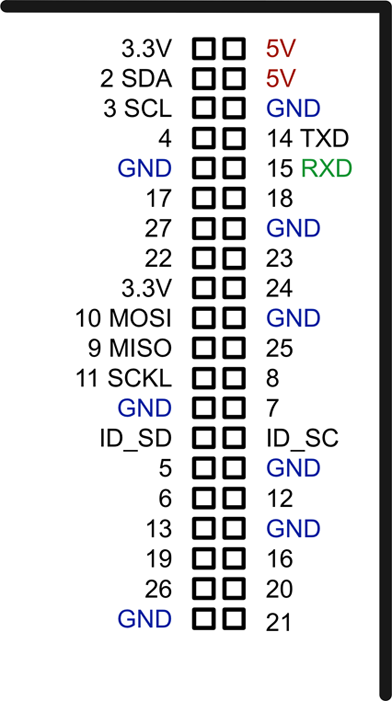 3.3V 5V
2 SDA 5V
3 SCL GND
4 14 TXD
GND 15 RXD
17 18
27 GND
22 23
3.3V 24
10 MOSI GND
9 MISO 25
11 SCKL 8
GND 7
ID_SD ID_SC
5 GND
6 12
13 GND
19 16
26 20
GND 21